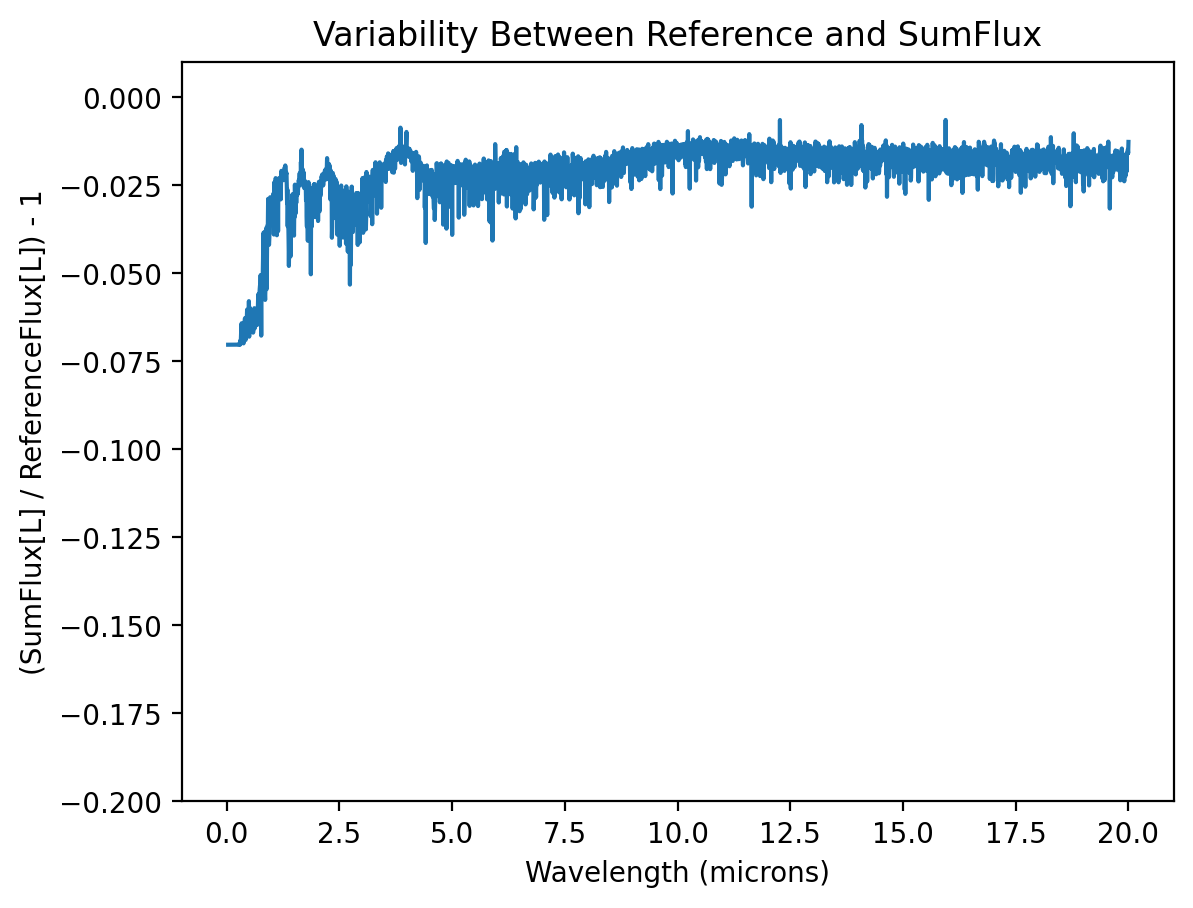 Variability Between Reference and SumFlux
(SumFlux[L] / ReferenceFlux[L]) - 1
0.000
−0.025
−0.050
−0.075
−0.100
−0.125
−0.150
−0.175
−0.200
0.0 2.5 5.0 7.5 10.0 12.5 15.0 17.5 20.0
Wavelength (microns)